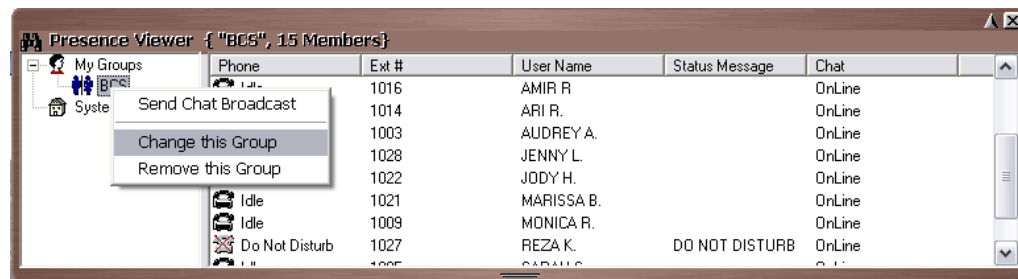 Presence Viewer { "BCS", 15 Members}
My Groups
BCS
Syste
Send Chat Broadcast
Change this Group
Remove this Group
Phone Ext # User Name Status Message Chat
Idle 1016 AMIR R OnLine
1014 ARI R. OnLine
1003 AUDREY A. OnLine
1028 JENNY L. OnLine
1022 JODY H. OnLine
Idle 1021 MARISSA B. OnLine
Idle 1009 MONICA R. OnLine
Do Not Disturb 1027 REZA K. DO NOT DISTURB OnLine